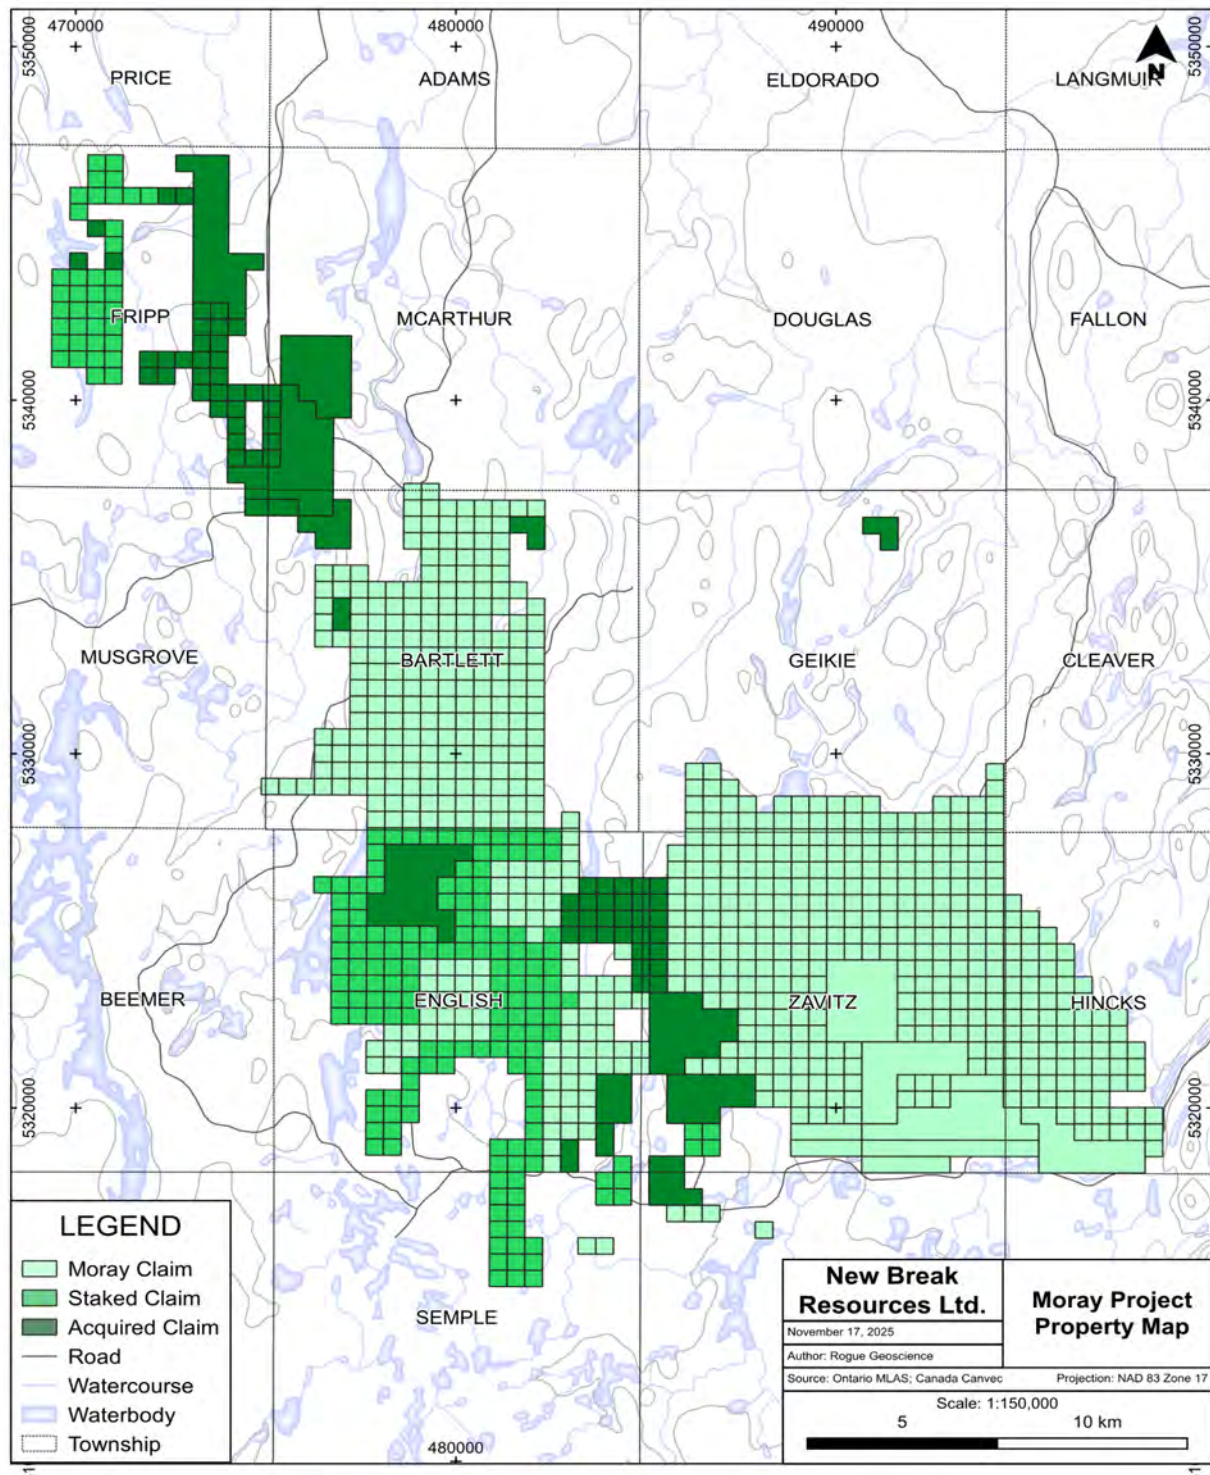 470000
480000
490000
5350000
5350000
PRICE
ADAMS
ELDORADO
LANGMUIR
N
FRIPP
MCARTHUR
DOUGLAS
FALLON
5340000
5340000
MUSGROVE
BARTLETT
GEIKIE
CLEAVER
5330000
5330000
BEEMER
ENGLISH
ZAVITZ
HINCKS
5320000
5320000
SEMPLE
480000
LEGEND
Moray Claim
Staked Claim
Acquired Claim
Road
Watercourse
Waterbody
Township
New Break
Resources Ltd.
November 17, 2025
Author: Rogue Geoscience
Moray Project
Property Map
Source: Ontario MLAS; Canada Canvec
Projection: NAD 83 Zone 17
Scale: 1:150,000
5
10 km